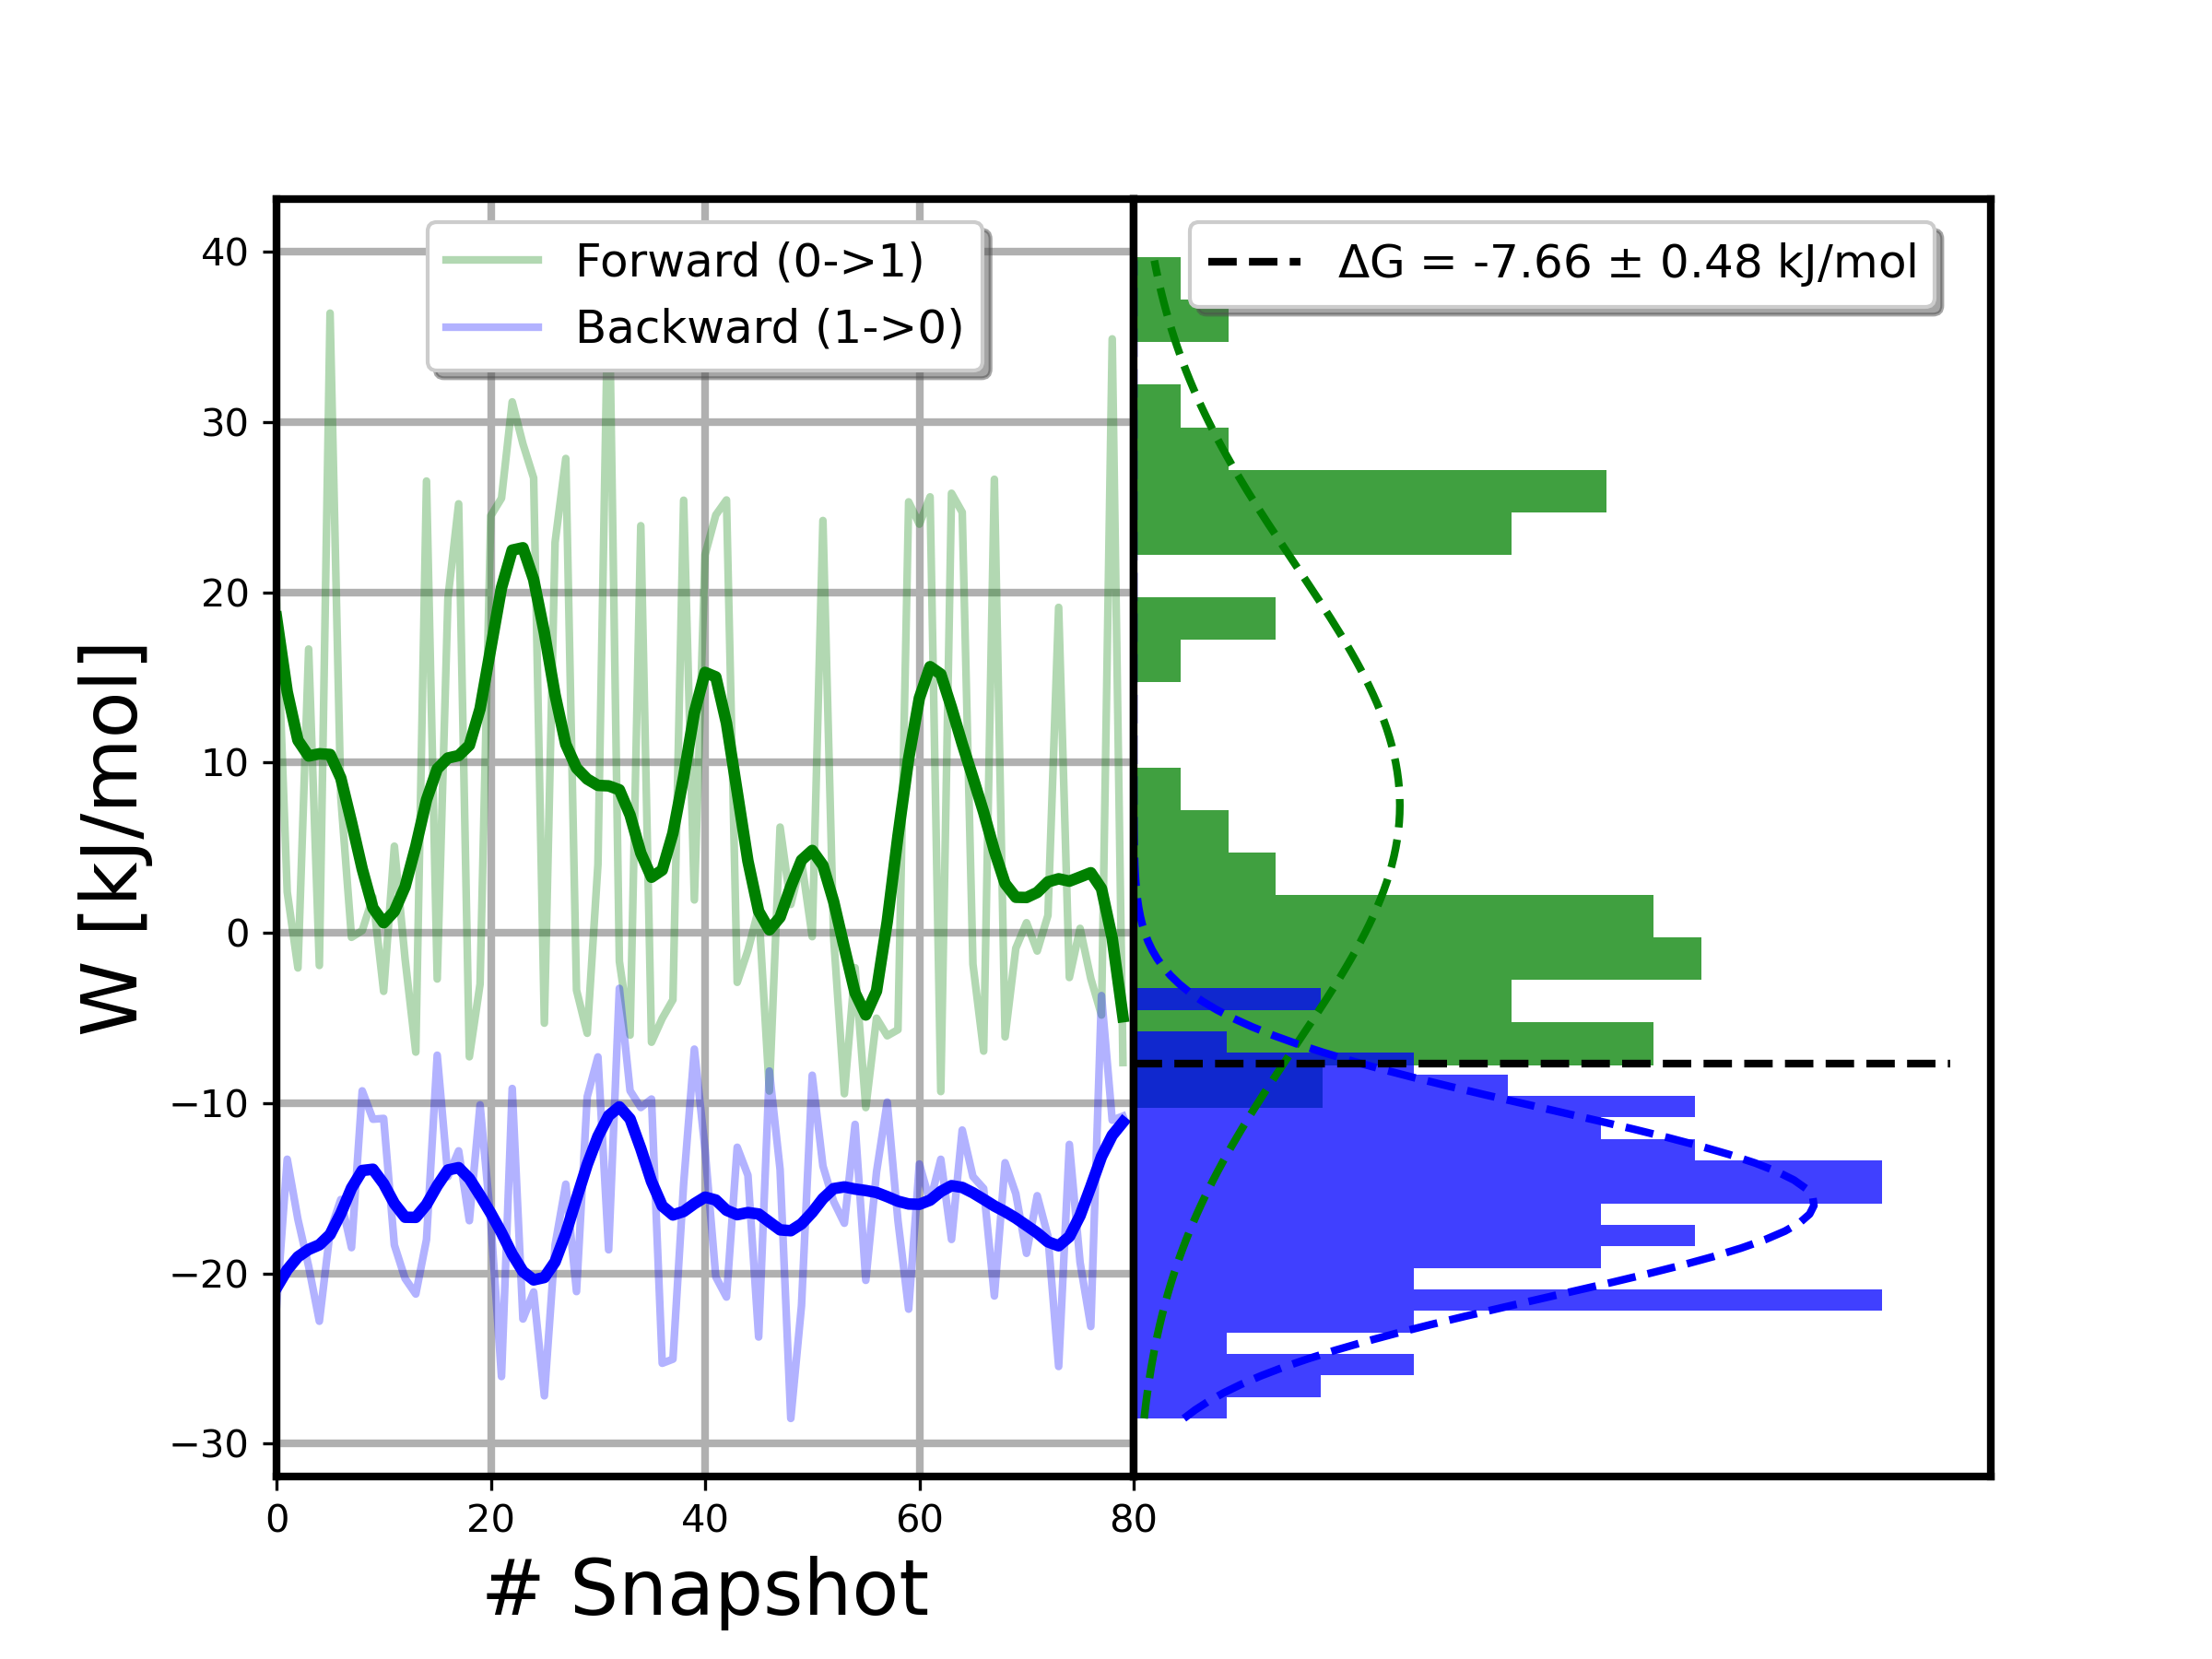 Forward (0->1)
Backward (1->0)
ΔG = -7.66 ± 0.48 kJ/mol
W [kJ/mol]
40
30
20
10
0
−10
−20
−30
0 20 40 60 80
# Snapshot